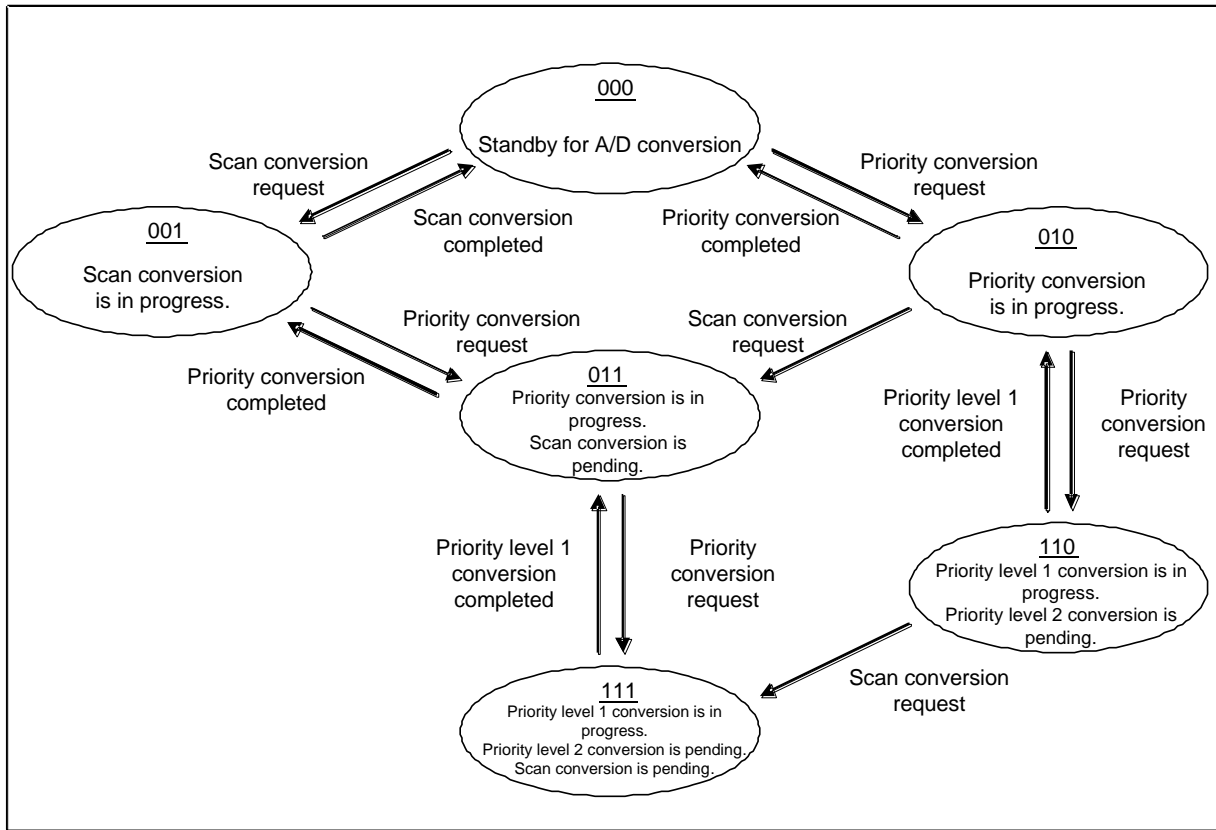 000
Standby for A/D conversion
Scan conversion
request
Priority conversion
request
Scan conversion
completed
Priority conversion
completed
001
Scan conversion
is in progress.
010
Priority conversion
is in progress.
Priority conversion
request
Scan conversion
request
Priority conversion
completed
011
Priority conversion is in
progress.
Scan conversion is
pending.
Priority level 1
conversion
completed
Priority
conversion
request
Priority level 1
conversion
completed
Priority
conversion
request
110
Priority level 1 conversion is in
progress.
Priority level 2 conversion is
pending.
Scan conversion
request
111
Priority level 1 conversion is in
progress.
Priority level 2 conversion is pending.
Scan conversion is pending.